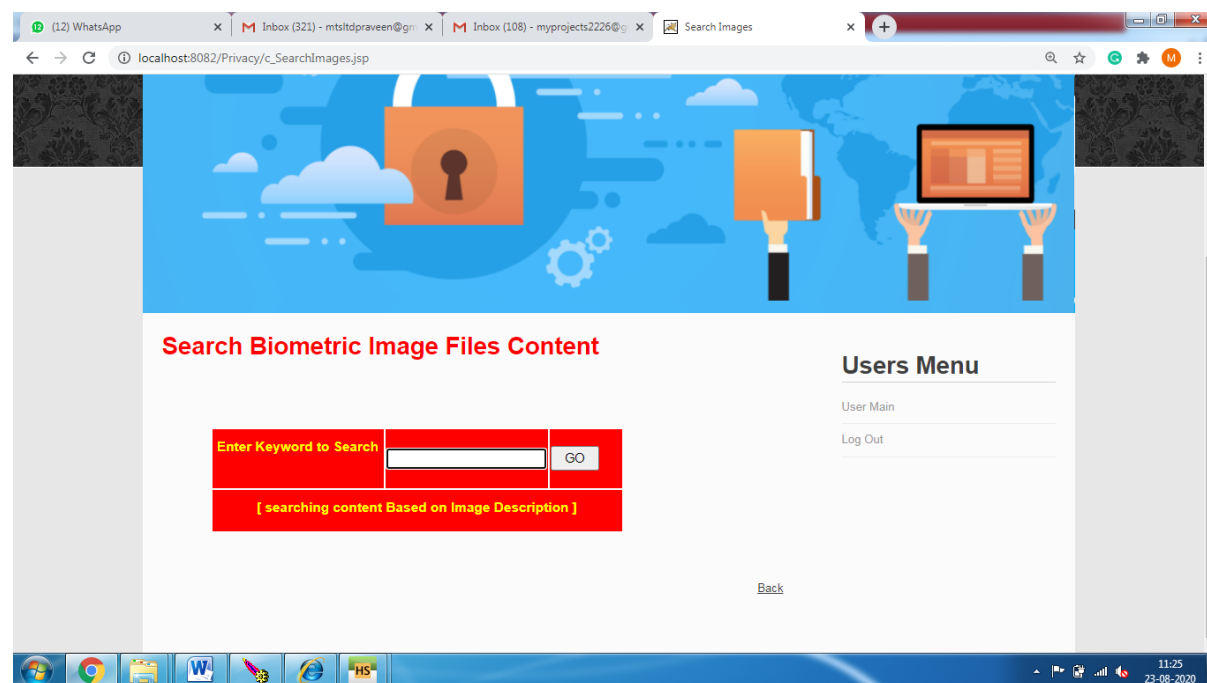 (12) WhatsApp
Inbox (321) - mtsltdpraveen@gm
Inbox (108) - myprojects2226@g
Search Images
localhost:8082/Privacy/c_SearchImages.jsp
M
Search Biometric Image Files Content
Users Menu
User Main
Log Out
Enter Keyword to Search
GO
[ searching content Based on Image Description ]
Back
W
HS
11:25
23-08-2020